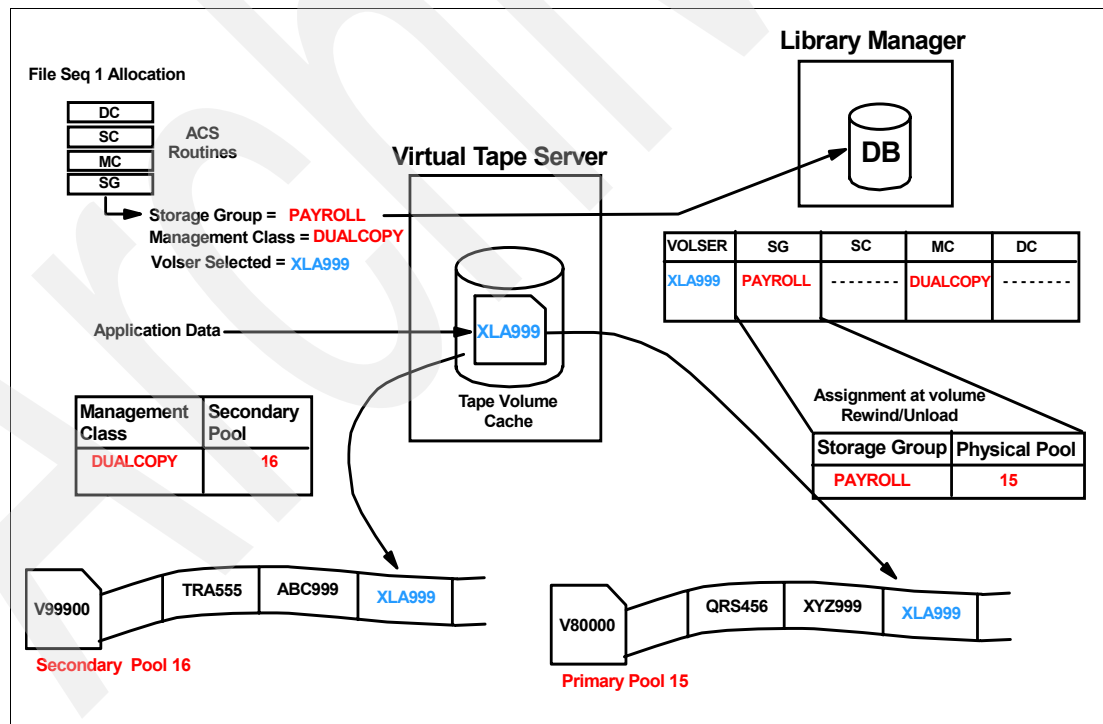 Library Manager
DB
File Seq 1 Allocation
DC
SC
MC
SG
ACS
Routines
Storage Group = PAYROLL
Management Class = DUALCOPY
Volser Selected = XLA999
Virtual Tape Server
Application Data
XLA999
Tape Volume
Cache
VOLSER SG SC MC DC
XLA999 PAYROLL -------- DUALCOPY --------
Assignment at volume
Rewind/Unload
Storage Group Physical Pool
PAYROLL 15
Management Class Secondary Pool
DUALCOPY 16
V99900 TRA555 ABC999 XLA999
Secondary Pool 16
V80000 QRS456 XYZ999 XLA999
Primary Pool 15